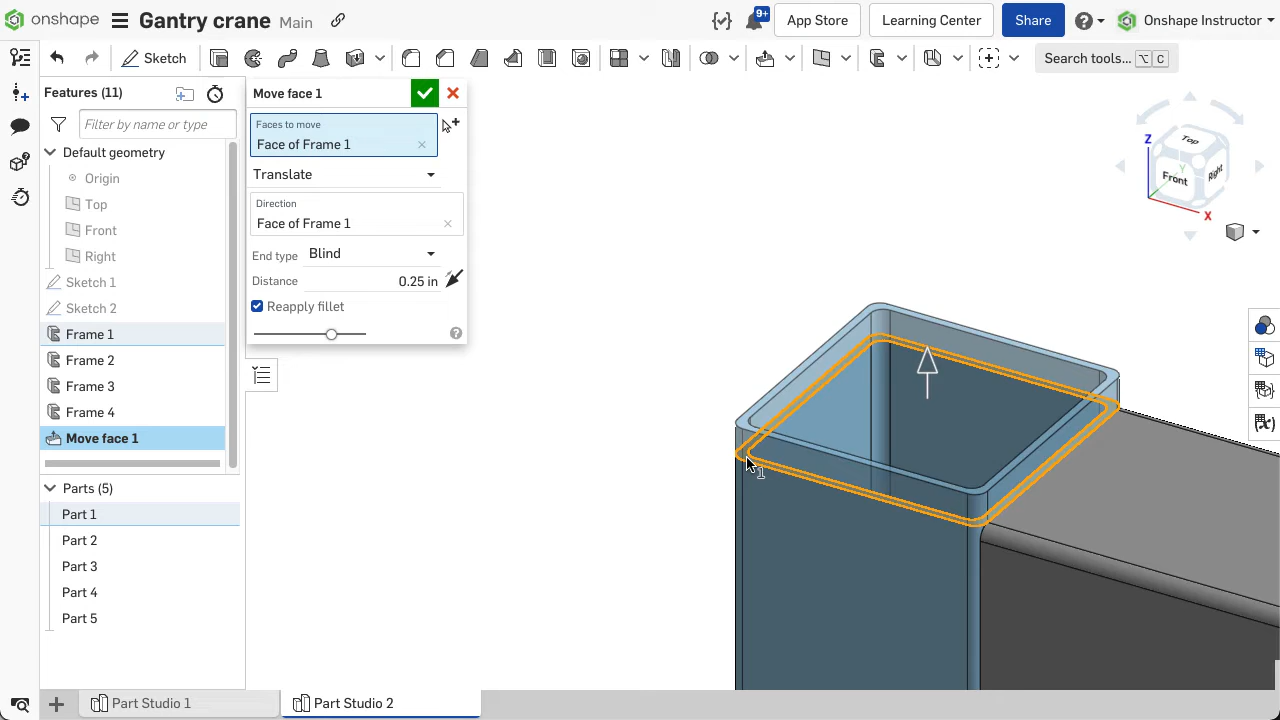 onshape Gantry crane Main 9+ App Store Learning Center Share Onshape Instructor
Sketch Search tools... ⌥ C
Features (11)
Filter by name or type
Default geometry
Origin
Top
Front
Right
Sketch 1
Sketch 2
Frame 1
Frame 2
Frame 3
Frame 4
Move face 1
Parts (5)
Part 1
Part 2
Part 3
Part 4
Part 5
Move face 1
Faces to move
Face of Frame 1
Translate
Direction
Face of Frame 1
End type Blind
Distance 0.25 in
Reapply fillet
1
Z
Top
Y
Front Right
X
(x)
Part Studio 1 Part Studio 2